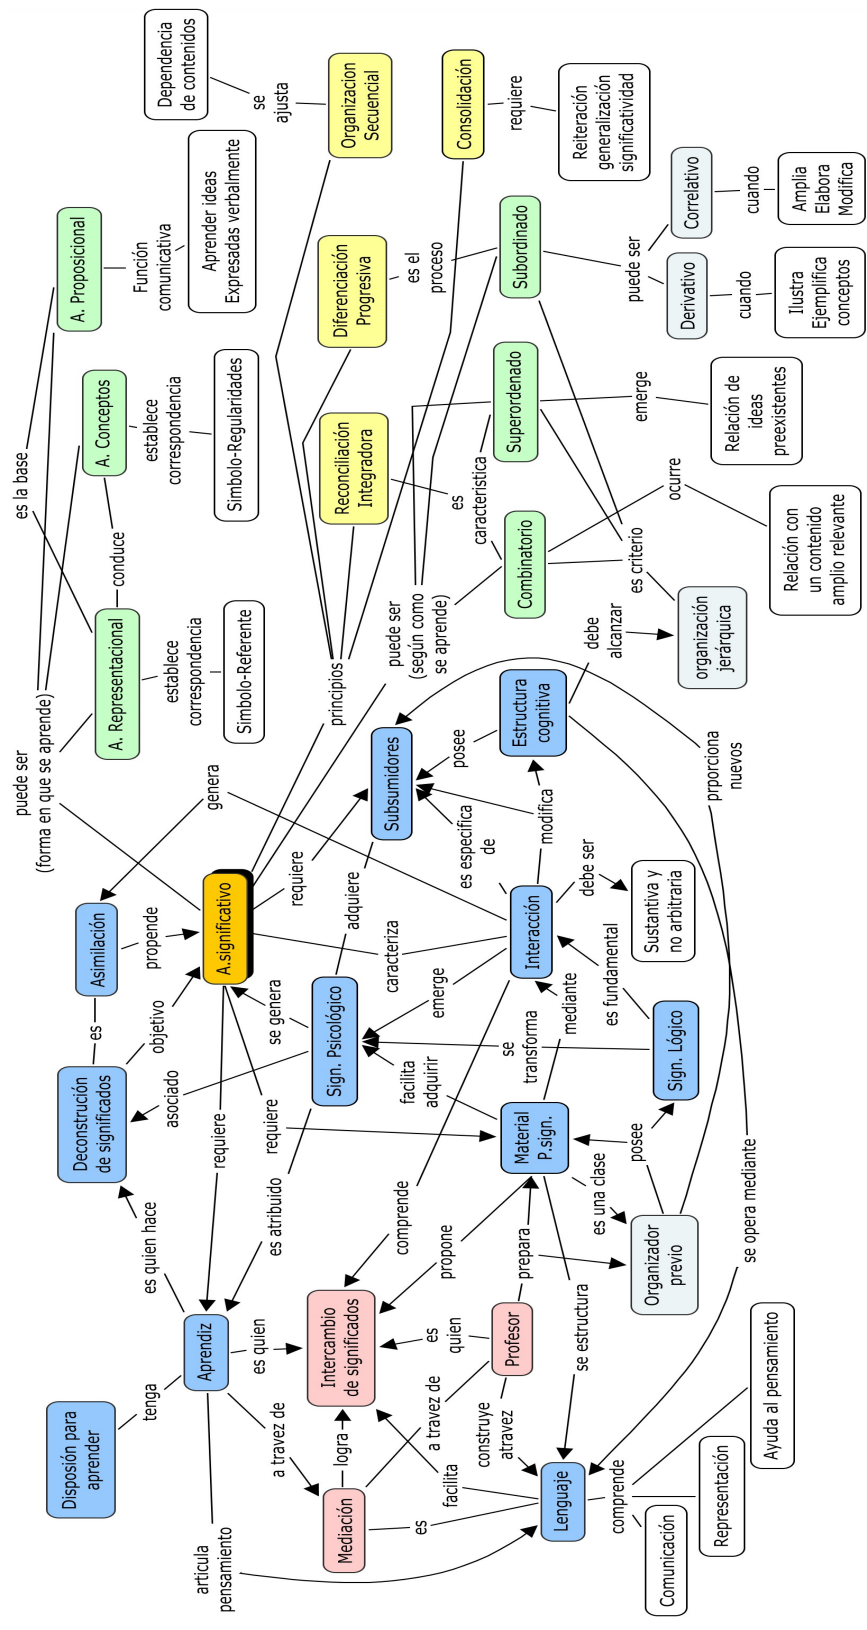 Disposión para
aprender
tenga
Aprendiz
es quien hace
Deconstrución
de significados
es
Asimilación
propende
objetivo
A.significativo
puede ser
(forma en que se aprende)
A. Representacional
es la base
A. Proposicional
conduce
A. Conceptos
establece
correspondencia
Simbolo-Referente
establece
correspondencia
Simbolo-Regularidades
Función
comunicativa
Aprender ideas
Expresadas verbalmente
Dependencia
de contenidos
se
ajusta
Organizacion
Secuencial
genera
requiere
requiere
requiere
asociado
se genera
es atribuido
Sign. Psicológico
adquiere
Subsumidores
caracteriza
emerge
principios
Reconciliación
Integradora
Diferenciación
Progresiva
Consolidación
requiere
Reiteración
generalización
significatividad
es el
proceso
es
caracteristica
puede ser
(según como
se aprende)
Combinatorio
Superordenado
Subordinado
es criterio
ocurre
Relación con
un contenido
amplio relevante
emerge
Relación de
ideas
preexistentes
puede ser
Derivativo
Correlativo
cuando
Ilustra
Ejemplifica
conceptos
cuando
Amplia
Elabora
Modifica
organización
jerárquica
debe
alcanzar
Estructura
cognitiva
posee
modifica
es especifica
de
Interacción
debe ser
Sustantiva y
no arbitraria
es fundamental
mediante
se
transforma
Sign. Lógico
facilita
adquirir
Material
P.sign.
posee
es una clase
Organizador
previo
prporciona
nuevos
prepara
propone
comprende
Intercambio
de significados
es quien
es
quien
Profesor
a travez de
a travez de
Mediación
logra
es
facilita
construye
atravez
se estructura
se opera mediante
Lenguaje
articula
pensamiento
comprende
Comunicación
Representación
Ayuda al pensamiento